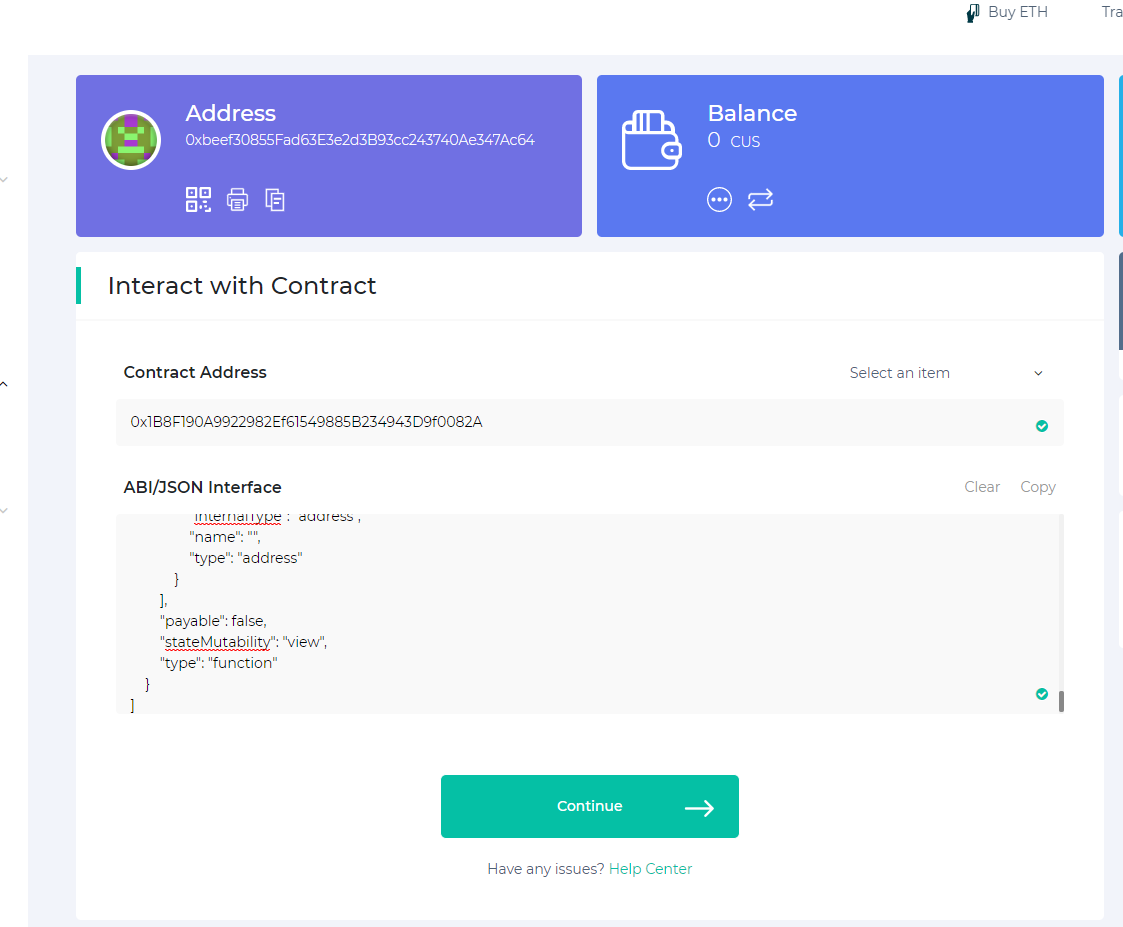 Buy ETH
Tra
Address
0xbeef30855Fad63E3e2d3B93cc243740Ae347Ac64
Balance
0 CUS
Interact with Contract
Contract Address
Select an item
0x1B8F190A9922982Ef61549885B234943D9f0082A
ABI/JSON Interface
Clear
Copy
"internalType": "address",
"name": "",
"type": "address"
}
],
"payable": false,
"stateMutability": "view",
"type": "function"
}
]
Continue
Have any issues? Help Center